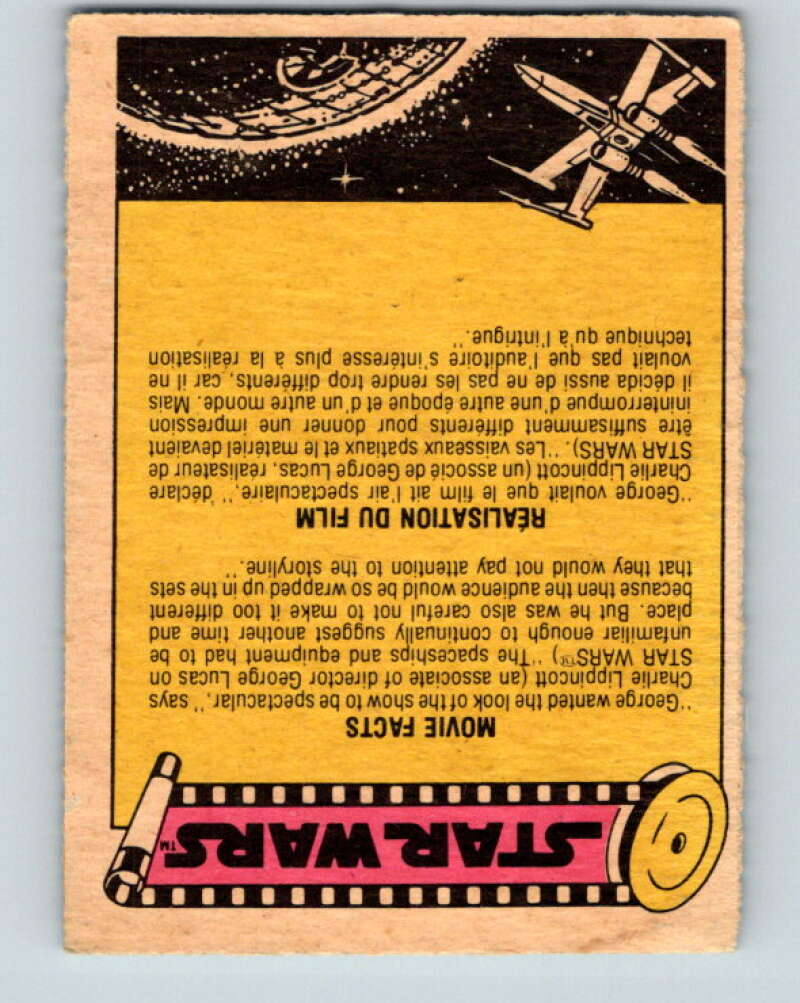 STAR WARS™
MOVIE FACTS
"George wanted the look of the show to be spectacular," says
Charlie Lippincott (an associate of director George Lucas on
STAR WARS™) "The spaceships and equipment had to be
unfamiliar enough to continually suggest another time and
place. But he was also careful not to make it too different
because then the audience would be so wrapped up in the sets
that they would not pay attention to the storyline."
RÉALISATION DU FILM
"George voulait que le film ait l'air spectaculaire," déclare
Charlie Lippincott (un associé de George Lucas, réalisateur de
STAR WARS). "Les vaisseaux spatiaux et le matériel devaient
être suffisamment différents pour donner une impression
ininterrompue d'une autre époque et d'un autre monde. Mais
il décida aussi de ne pas les rendre trop différents, car il ne
voulait pas que l'auditoire s'intéresse plus à la réalisation
technique qu'à l'intrigue".